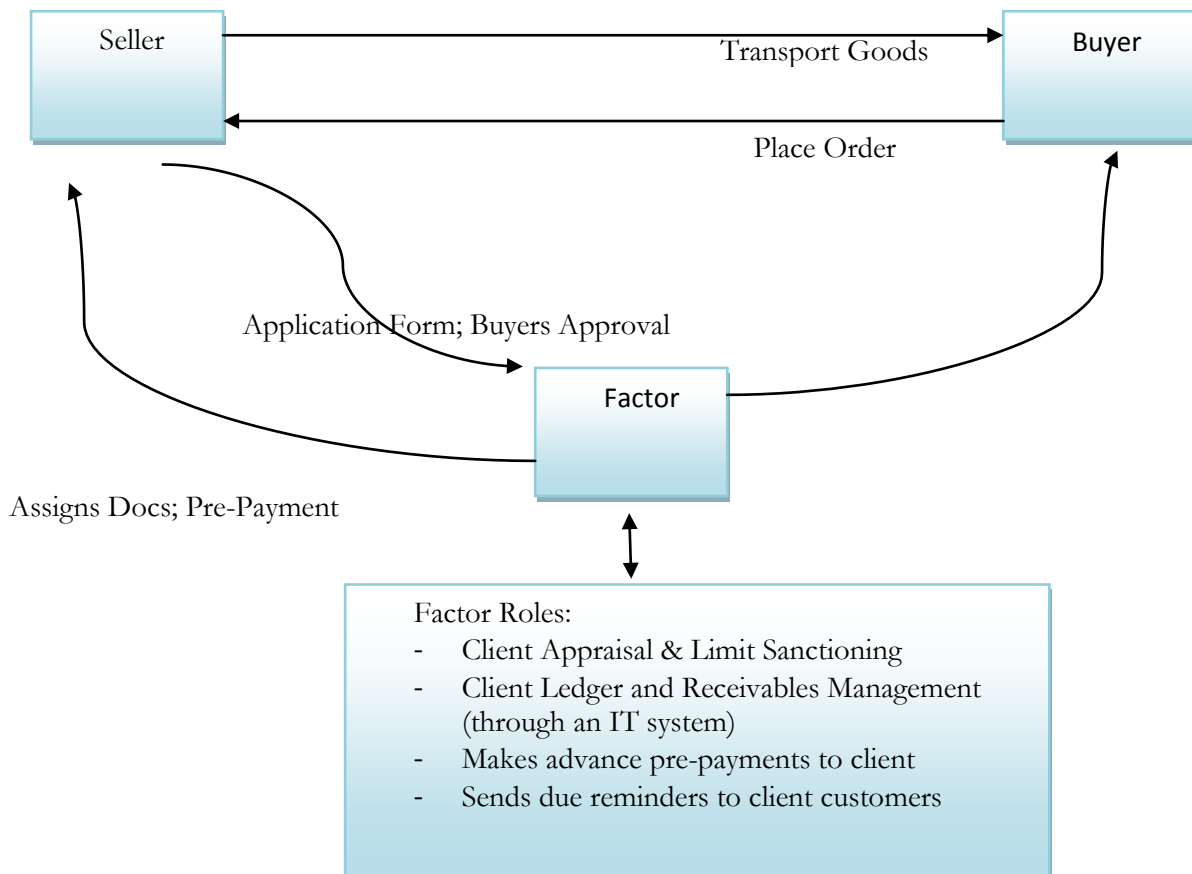 Seller
Buyer
Transport Goods
Place Order
Application Form; Buyers Approval
Factor
Assigns Docs; Pre-Payment
Factor Roles:
- Client Appraisal & Limit Sanctioning
- Client Ledger and Receivables Management
(through an IT system)
- Makes advance pre-payments to client
- Sends due reminders to client customers